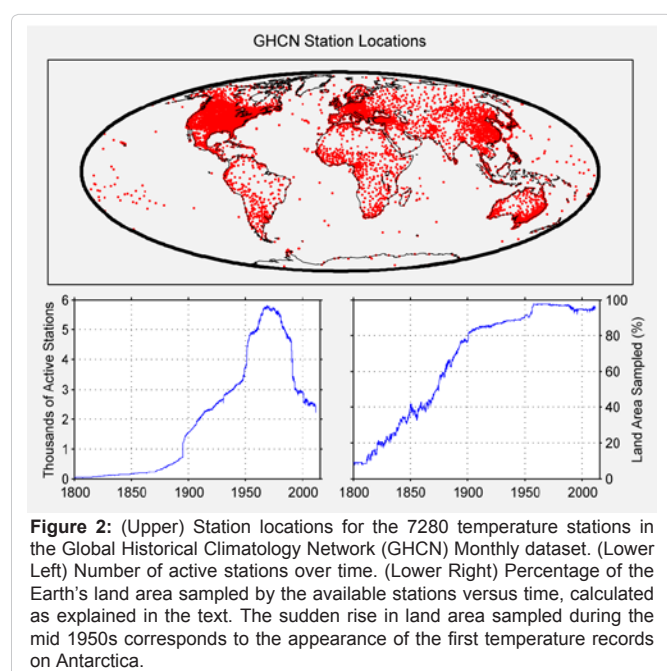 GHCN Station Locations
Thousands of Active Stations
6
5
4
3
2
1
0
1800
1850
1900
1950
2000
100
80
60
40
20
0
Land Area Sampled (%)
1800
1850
1900
1950
2000
Figure 2: (Upper) Station locations for the 7280 temperature stations in
the Global Historical Climatology Network (GHCN) Monthly dataset. (Lower
Left) Number of active stations over time. (Lower Right) Percentage of the
Earth's land area sampled by the available stations versus time, calculated
as explained in the text. The sudden rise in land area sampled during the
mid 1950s corresponds to the appearance of the first temperature records
on Antarctica.